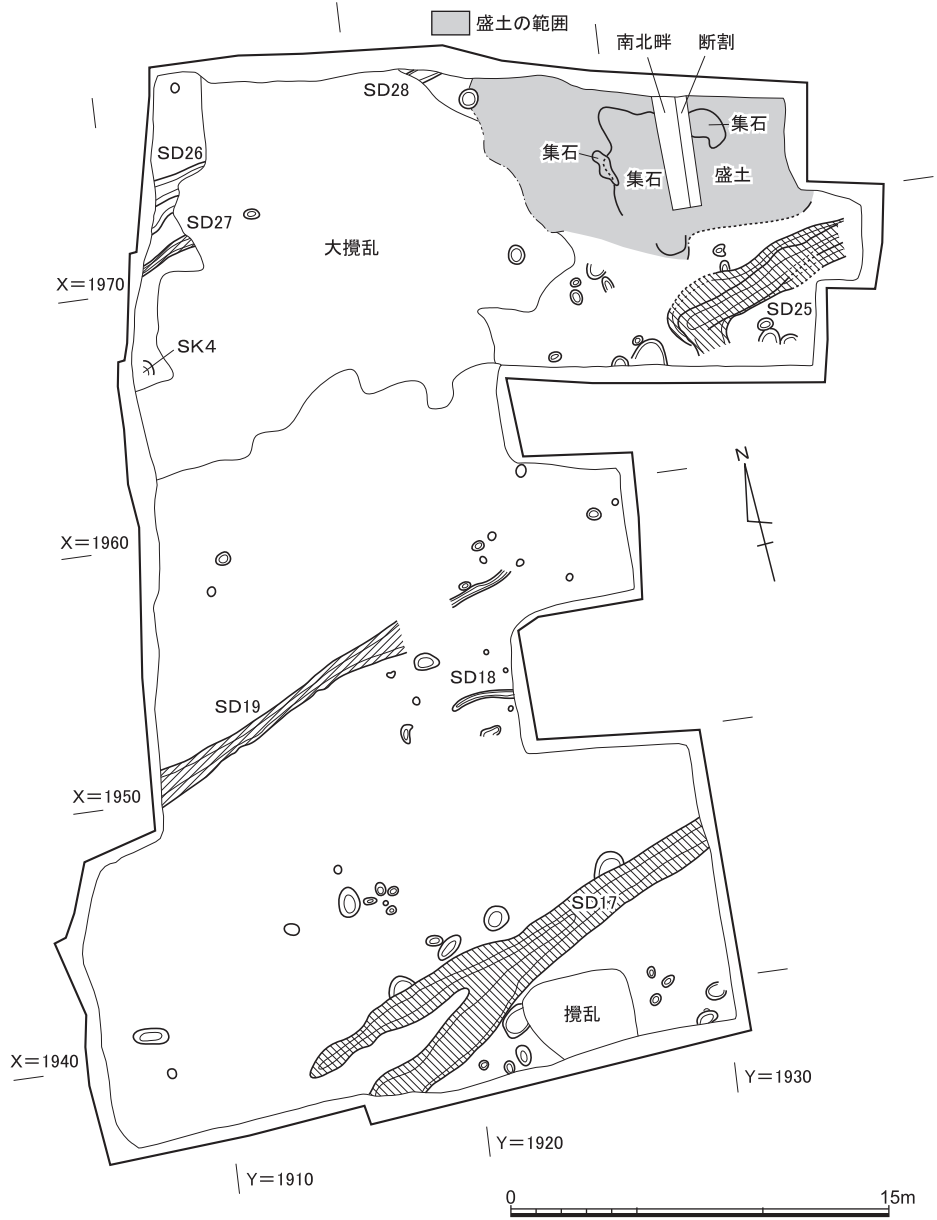 盛土の範囲
南北畔
断割
SD28
集石
集石
集石
盛土
SD26
SD27
大攪乱
X=1970
SD25
SK4
N
X=1960
SD18
SD19
X=1950
SD17
攪乱
X=1940
Y=1930
Y=1920
Y=1910
0
15m